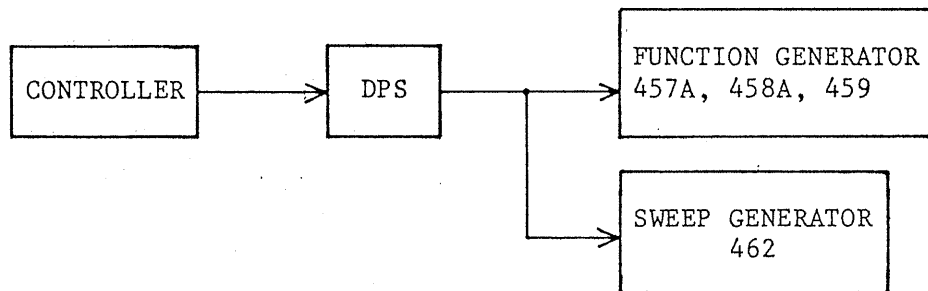 CONTROLLER
DPS
FUNCTION GENERATOR
457A, 458A, 459
SWEEP GENERATOR
462